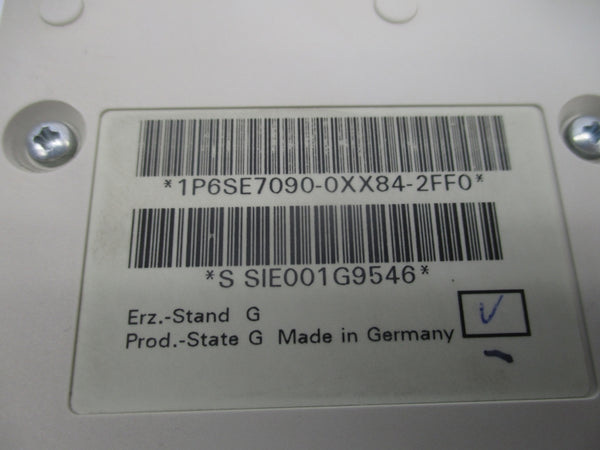 *1P6SE7090-0XX84-2FF0*
*S SIE001G9546*
Erz.-Stand G
Prod.-State G Made in Germany